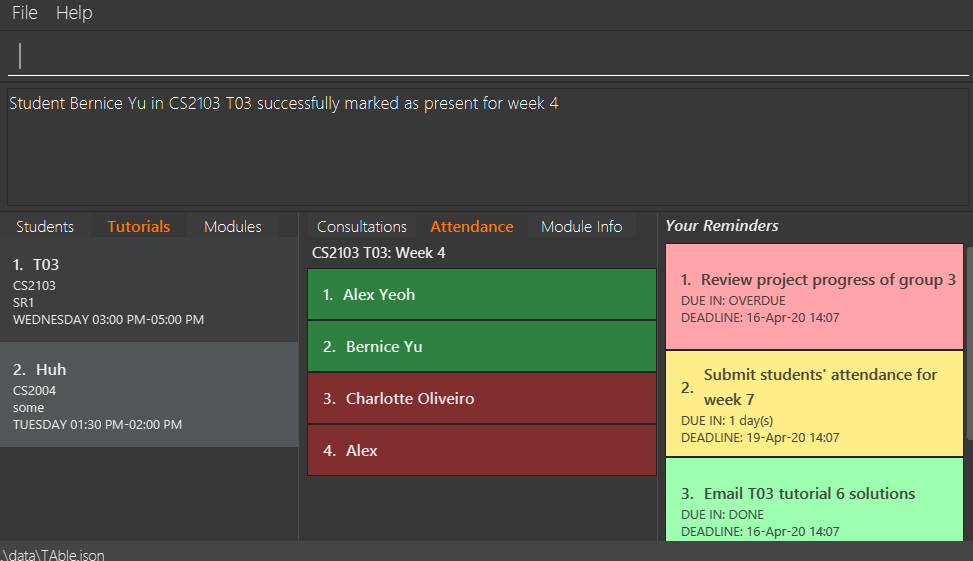 File Help
Student Bernice Yu in CS2103 T03 successfully marked as present for week 4
Students Tutorials Modules
1. T03
CS2103
SR1
WEDNESDAY 03:00 PM-05:00 PM
2. Huh
CS2004
some
TUESDAY 01:30 PM-02:00 PM
Consultations Attendance Module Info
CS2103 T03: Week 4
1. Alex Yeoh
2. Bernice Yu
3. Charlotte Oliveiro
4. Alex
Your Reminders
1. Review project progress of group 3
DUE IN: OVERDUE
DEADLINE: 16-Apr-20 14:07
2. Submit students' attendance for
week 7
DUE IN: 1 day(s)
DEADLINE: 19-Apr-20 14:07
3. Email T03 tutorial 6 solutions
DUE IN: DONE
DEADLINE: 16-Apr-20 14:07
.\data\TAble.json